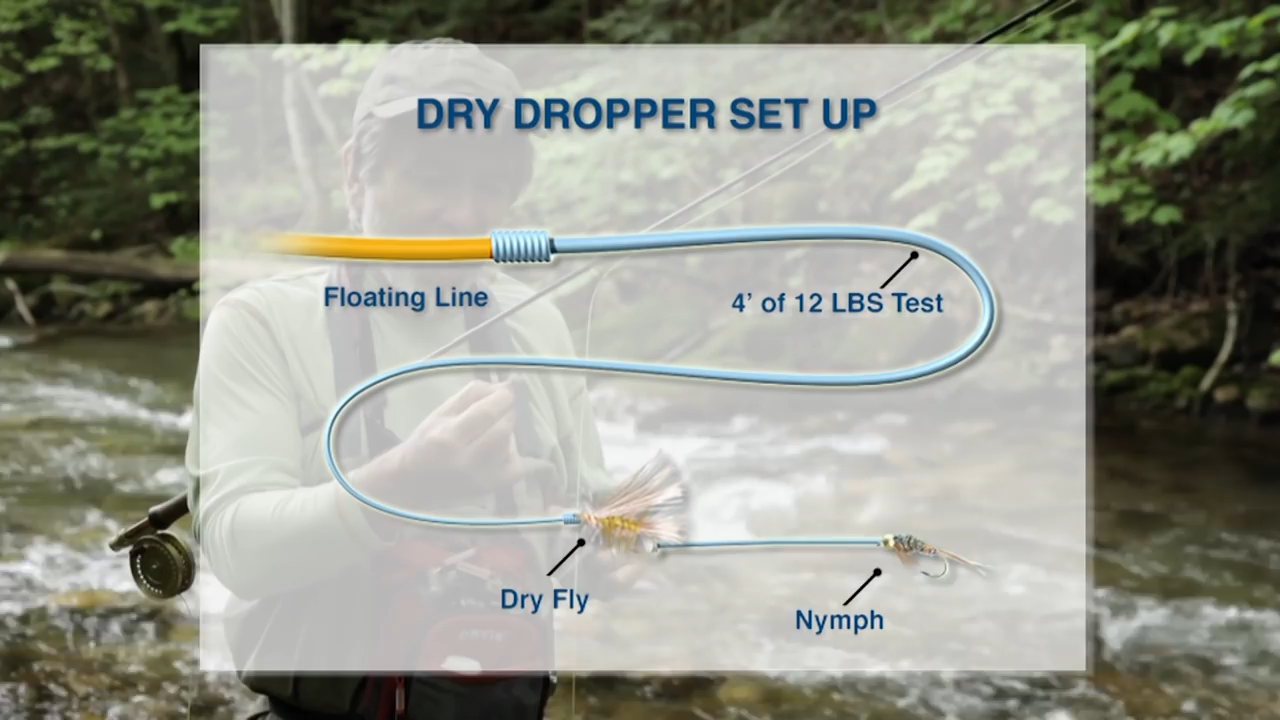 DRY DROPPER SET UP
Floating Line
4’ of 12 LBS Test
Dry Fly
Nymph